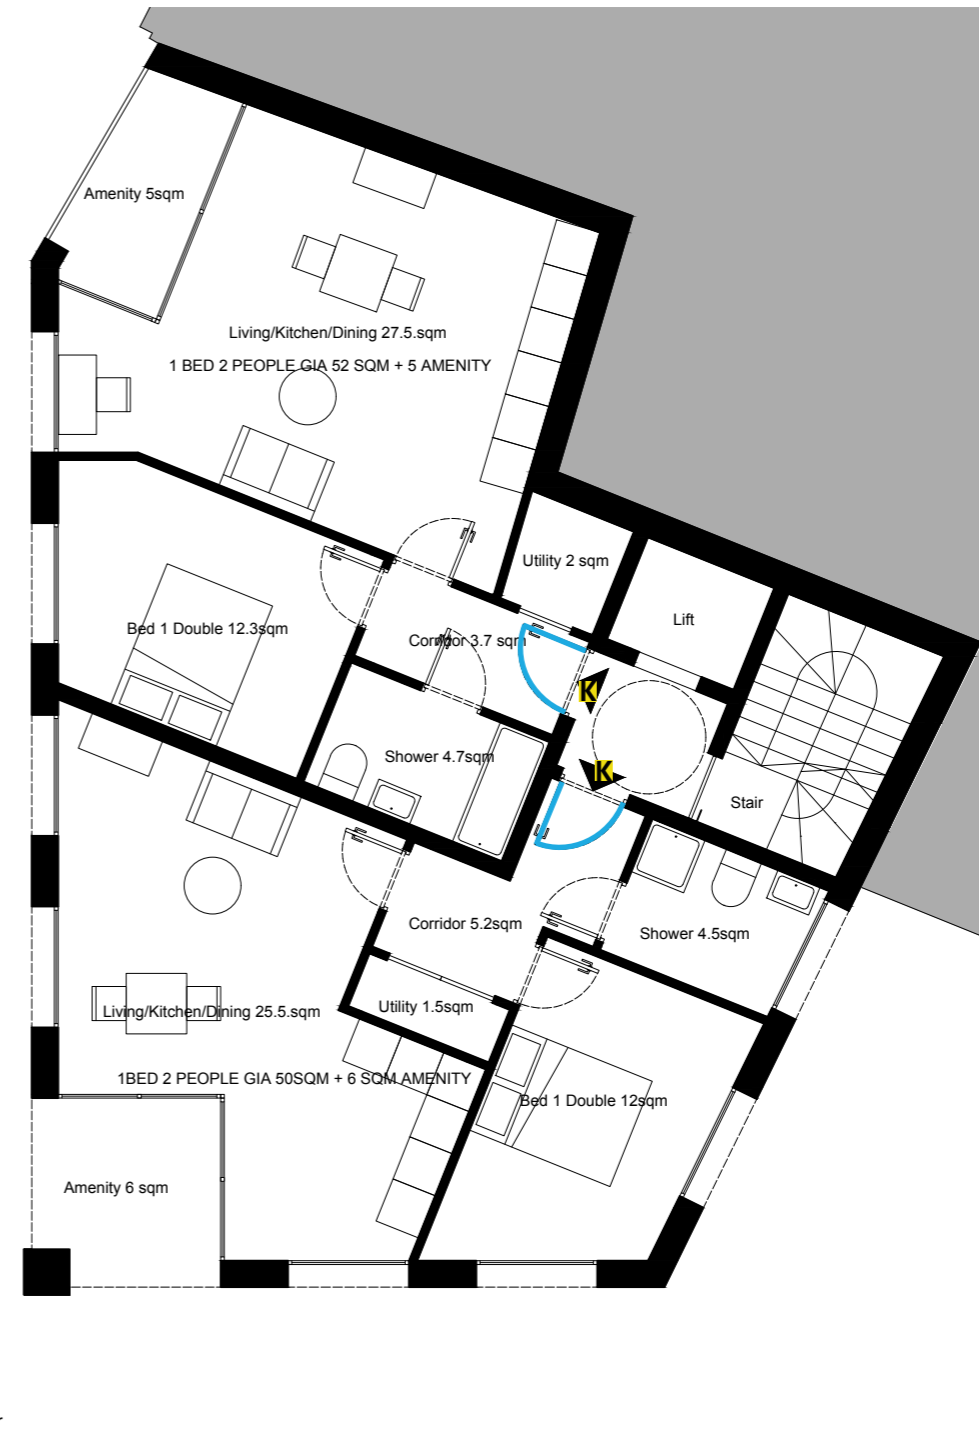 Amenity 5sqm
Living/Kitchen/Dining 27.5.sqm
1 BED 2 PEOPLE GIA 52 SQM + 5 AMENITY
Utility 2 sqm
Lift
Bed 1 Double 12.3sqm
Corridor 3.7 sqm
K
Shower 4.7sqm
K
Stair
Corridor 5.2sqm
Shower 4.5sqm
Utility 1.5sqm
Living/Kitchen/Dining 25.5.sqm
1BED 2 PEOPLE GIA 50SQM + 6 SQM AMENITY
Bed 1 Double 12sqm
Amenity 6 sqm